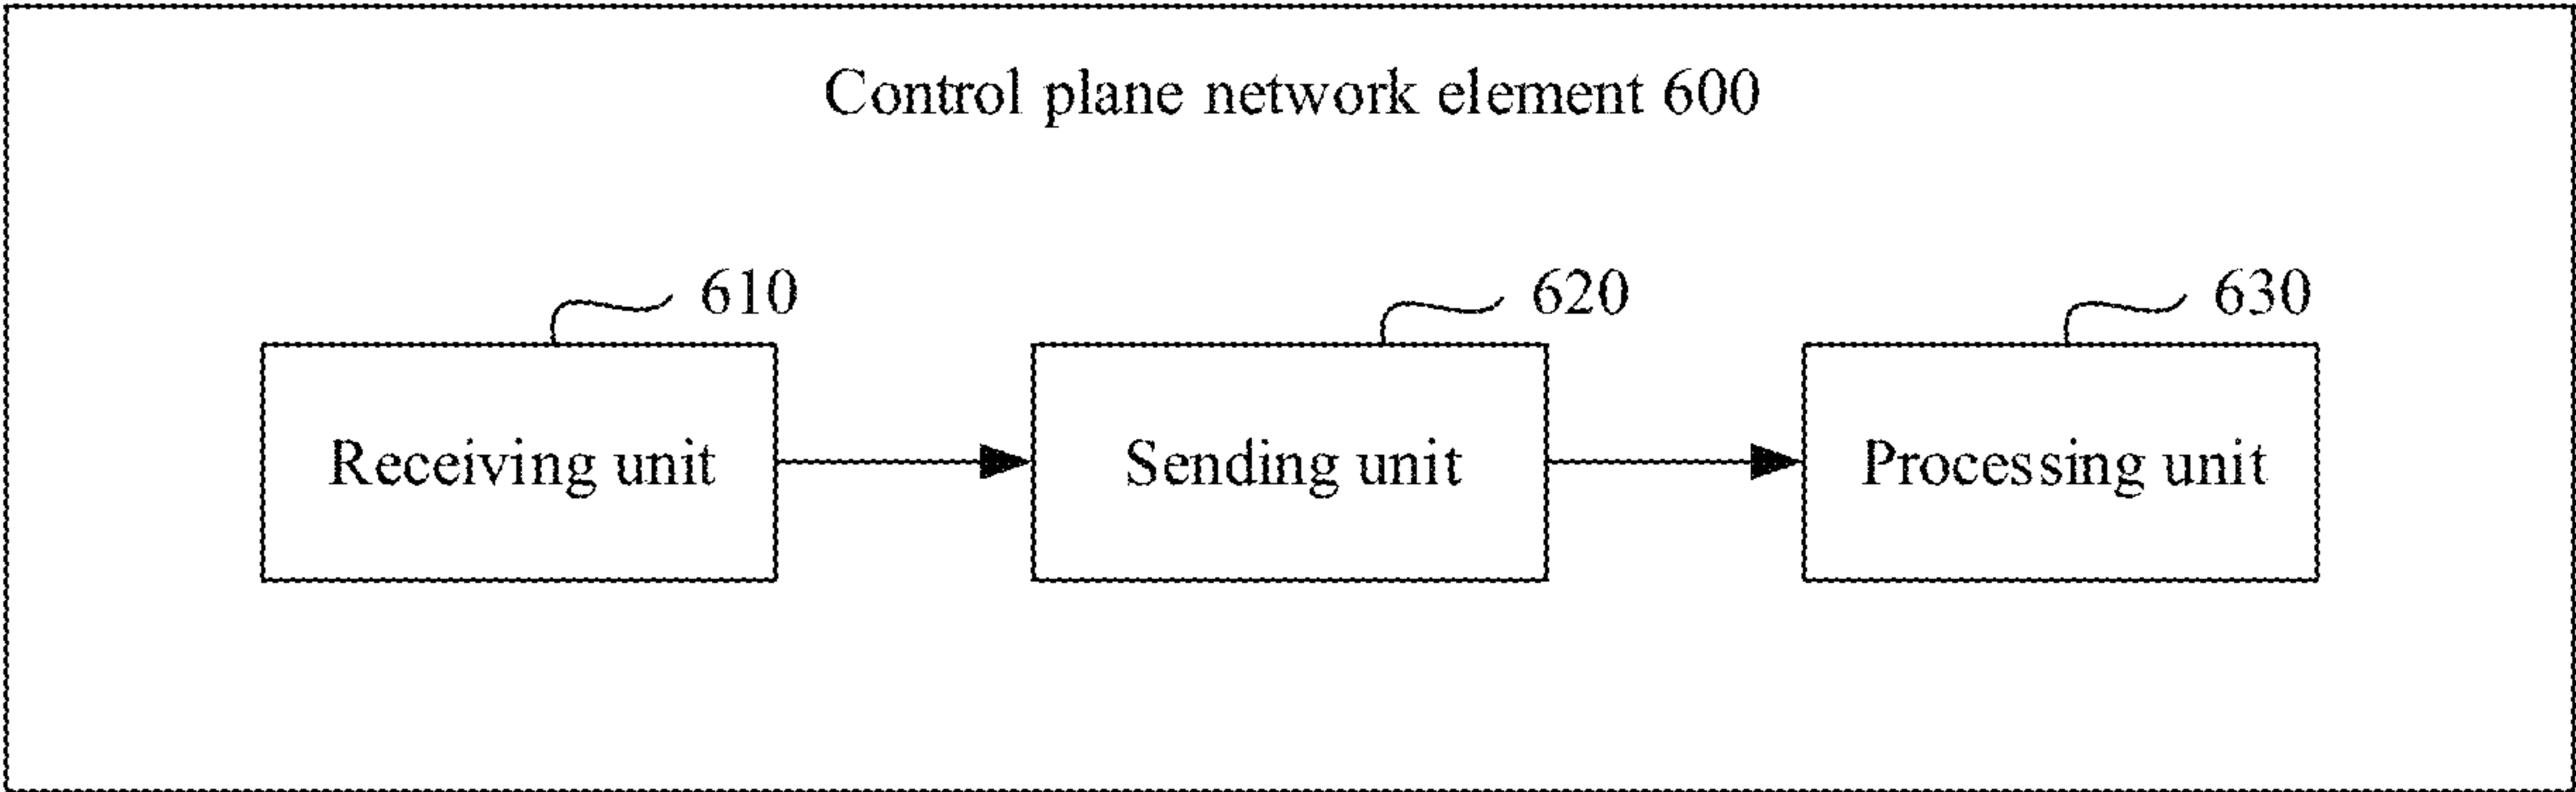 Control plane network element 600
610
620
630
Receiving unit
Sending unit
Processing unit